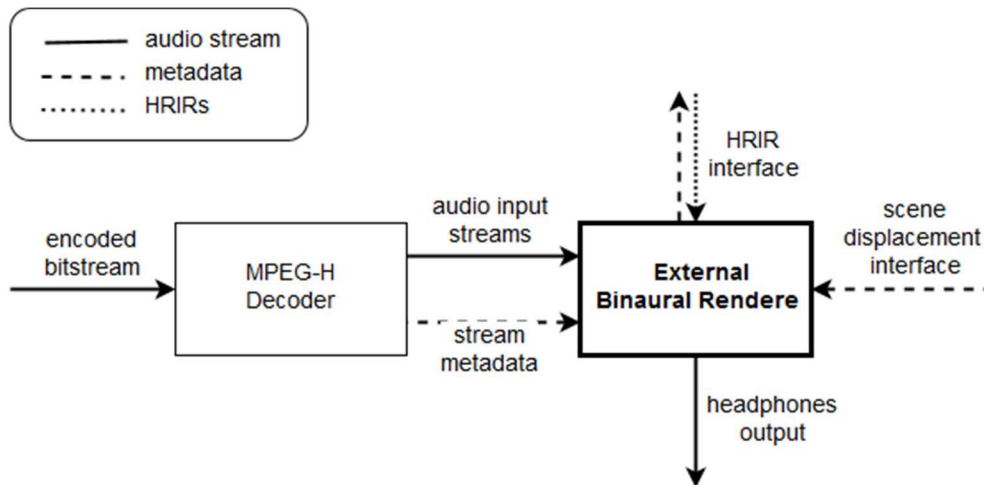 audio stream
metadata
HRIRs
HRIR
interface
audio input
streams
scene
displacement
interface
encoded
bitstream
MPEG-H
Decoder
External
Binaural Rendere
stream
metadata
headphones
output